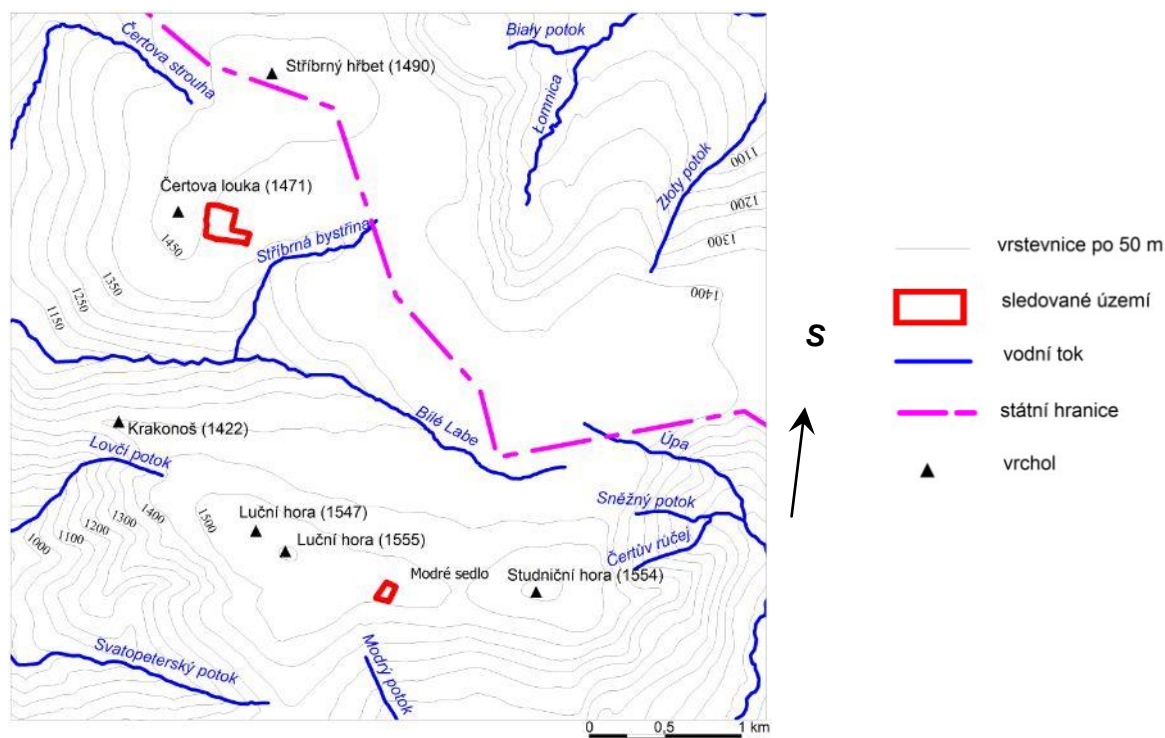 Čertova strouha
Stříbrný hřbet (1490)
Biały potok
Łomnica
Złoty potok
1100
1200
1300
Čertova louka (1471)
1450
Stříbrná bystřina
1350
1250
1150
1400
Krakonoš (1422)
Bílé Labe
Lovčí potok
Úpa
Sněžný potok
Čertův rúčej
1500
1400
1300
1200
1100
1000
Luční hora (1547)
Luční hora (1555)
Modré sedlo
Studniční hora (1554)
Svatopeterský potok
Modrý potok
0 0,5 1 km
S
vrstevnice po 50 m
sledované území
vodní tok
státní hranice
vrchol